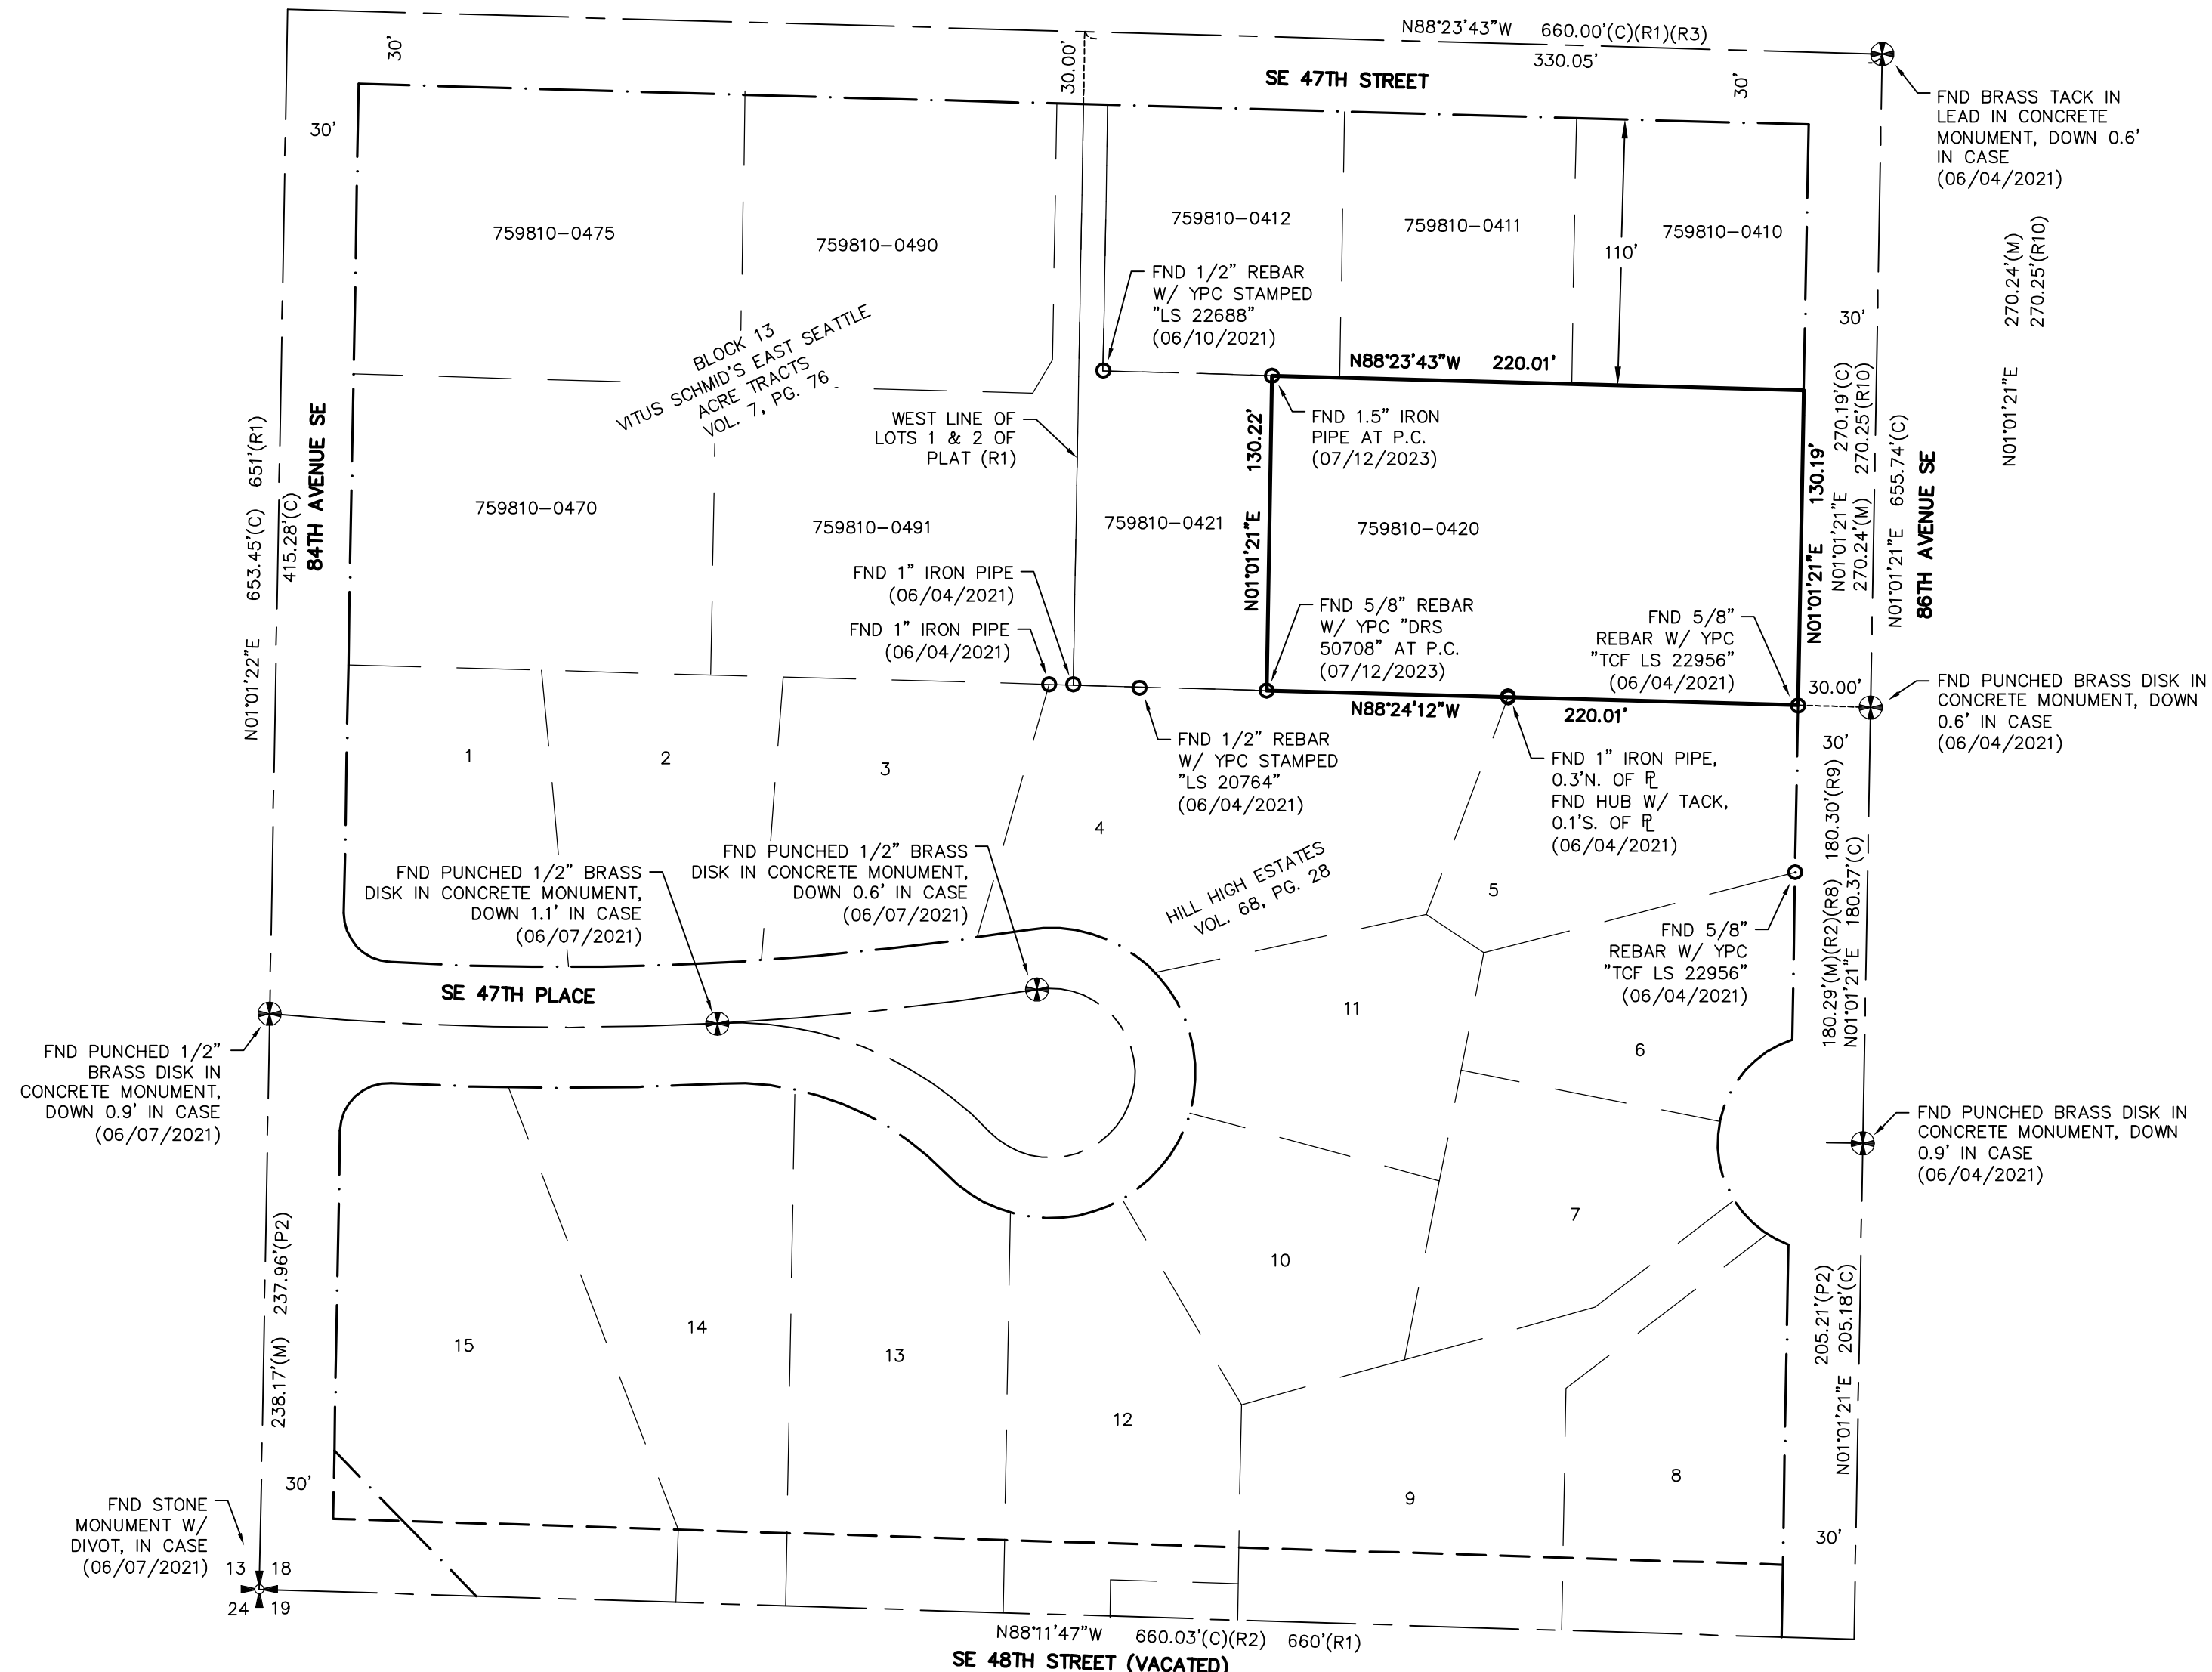 N88°23'43"W 660.00'(C)(R1)(R3)
330.05'
30'
30.00'
SE 47TH STREET
30'
30'
FND BRASS TACK IN
LEAD IN CONCRETE
MONUMENT, DOWN 0.6'
IN CASE
(06/04/2021)
759810-0475
759810-0490
759810-0412
759810-0411
759810-0410
110'
N01°01'21"E 270.24'(M)
270.25'(R10)
FND 1/2" REBAR
W/ YPC STAMPED
"LS 22688"
(06/10/2021)
30'
BLOCK 13
VITUS SCHMID'S EAST SEATTLE
ACRE TRACTS
VOL. 7, PG. 76
N88°23'43"W 220.01'
WEST LINE OF
LOTS 1 & 2 OF
PLAT (R1)
FND 1.5" IRON
PIPE AT P.C.
(07/12/2023)
N01°01'21"E 130.22'
N01°01'21"E 130.19'
N01°01'21"E 270.19'(C)
270.24'(M) 270.25'(R10)
N01°01'21"E 655.74'(C)
86TH AVENUE SE
N01°01'22"E 653.45'(C) 651'(R1)
415.28'(C)
84TH AVENUE SE
759810-0470
759810-0491
759810-0421
759810-0420
FND 1" IRON PIPE
(06/04/2021)
FND 1" IRON PIPE
(06/04/2021)
FND 5/8" REBAR
W/ YPC "DRS
50708" AT P.C.
(07/12/2023)
FND 5/8"
REBAR W/ YPC
"TCF LS 22956"
(06/04/2021)
30.00'
FND PUNCHED BRASS DISK IN
CONCRETE MONUMENT, DOWN
0.6' IN CASE
(06/04/2021)
N88°24'12"W 220.01'
30'
FND 1/2" REBAR
W/ YPC STAMPED
"LS 20764"
(06/04/2021)
FND 1" IRON PIPE,
0.3'N. OF PL
FND HUB W/ TACK,
0.1'S. OF PL
(06/04/2021)
1
2
3
4
5
FND PUNCHED 1/2" BRASS
DISK IN CONCRETE MONUMENT,
DOWN 1.1' IN CASE
(06/07/2021)
FND PUNCHED 1/2" BRASS
DISK IN CONCRETE MONUMENT,
DOWN 0.6' IN CASE
(06/07/2021)
HILL HIGH ESTATES
VOL. 68, PG. 28
FND 5/8"
REBAR W/ YPC
"TCF LS 22956"
(06/04/2021)
180.29'(M)(R2)(R8) 180.30'(R9)
N01°01'21"E 180.37'(C)
SE 47TH PLACE
11
6
FND PUNCHED 1/2"
BRASS DISK IN
CONCRETE MONUMENT,
DOWN 0.9' IN CASE
(06/07/2021)
FND PUNCHED BRASS DISK IN
CONCRETE MONUMENT, DOWN
0.9' IN CASE
(06/04/2021)
7
10
238.17'(M) 237.96'(P2)
205.21'(P2)
N01°01'21"E 205.18'(C)
15
14
13
12
9
8
30'
30'
FND STONE
MONUMENT W/
DIVOT, IN CASE
(06/07/2021)
13 18
24 19
N88°11'47"W 660.03'(C)(R2) 660'(R1)
SE 48TH STREET (VACATED)